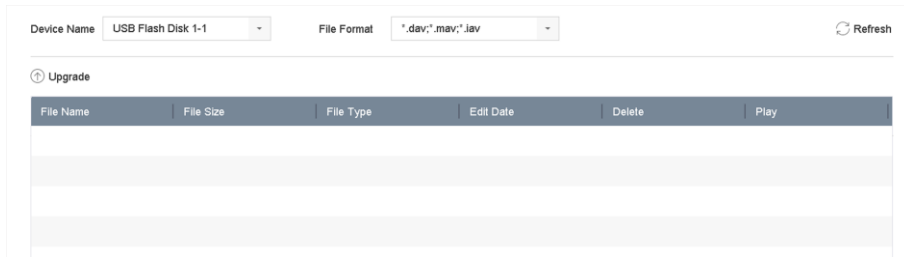 Device Name USB Flash Disk 1-1 File Format *.dav;*.mav;*.iav Refresh
Upgrade
File Name File Size File Type Edit Date Delete Play